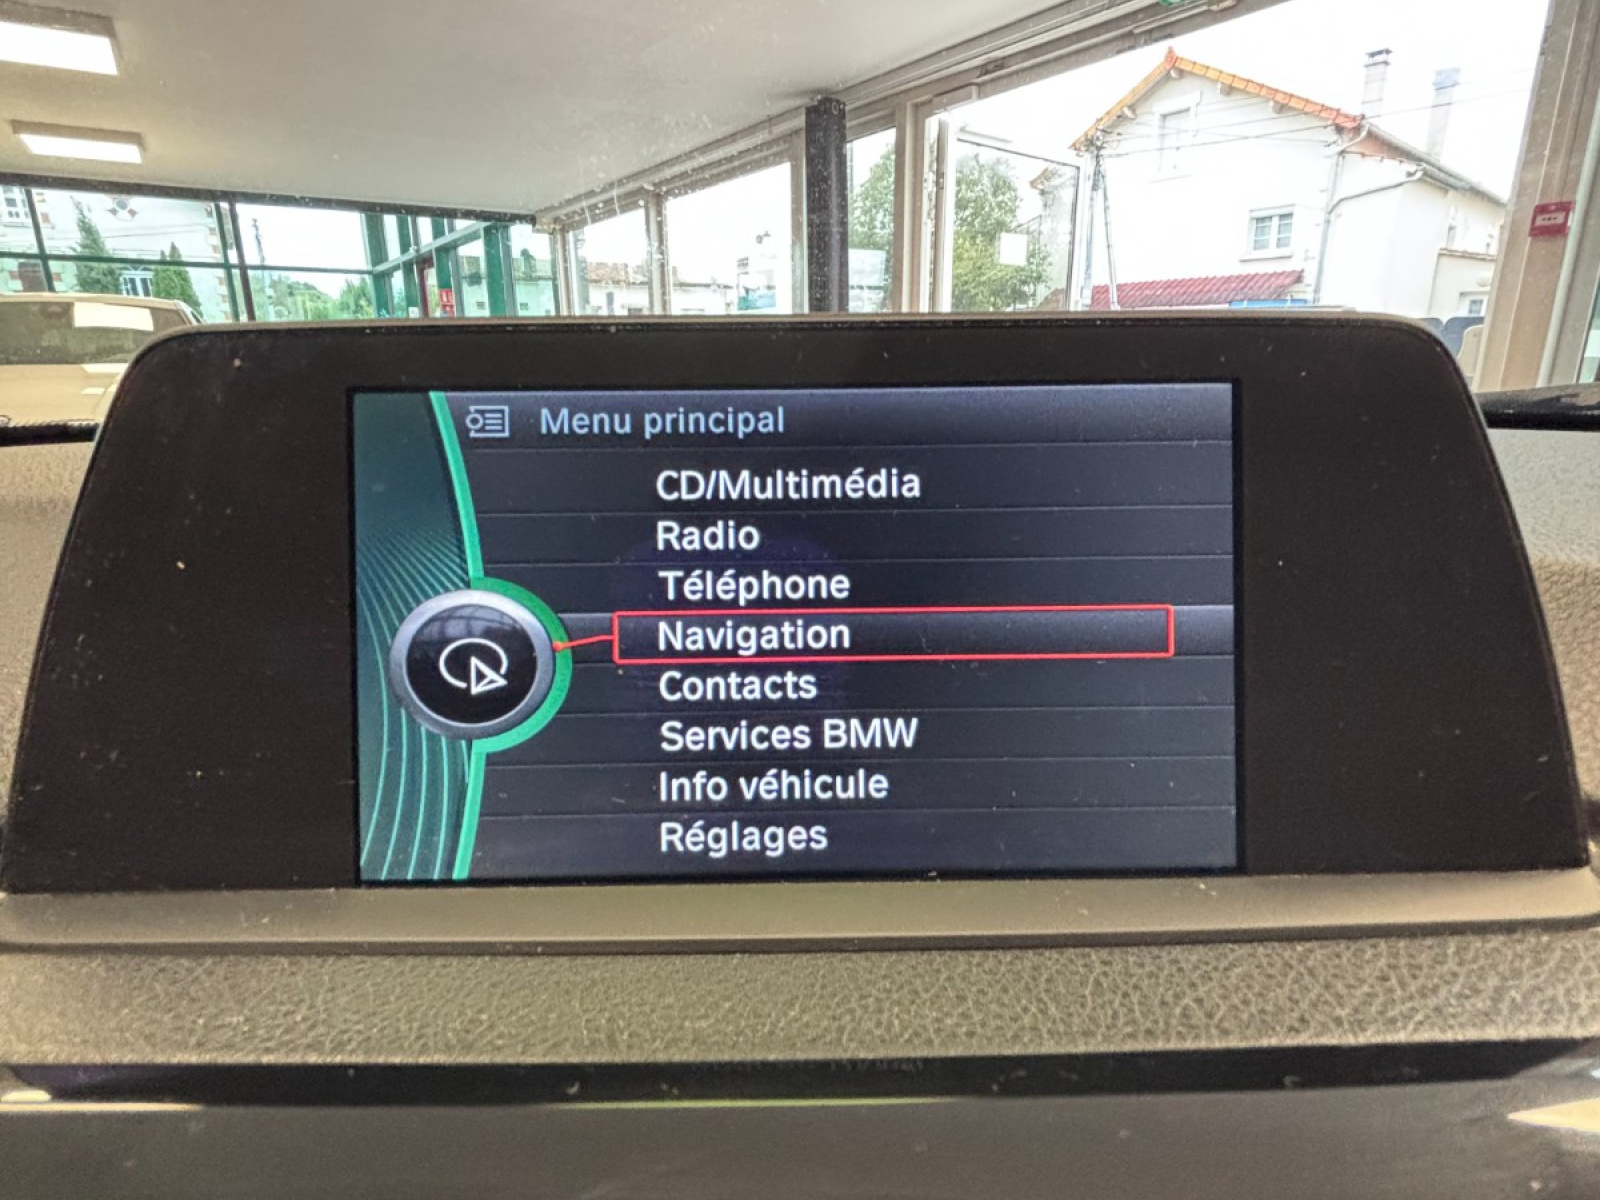 Menu principal
CD/Multimédia
Radio
Téléphone
Navigation
Contacts
Services BMW
Info véhicule
Réglages